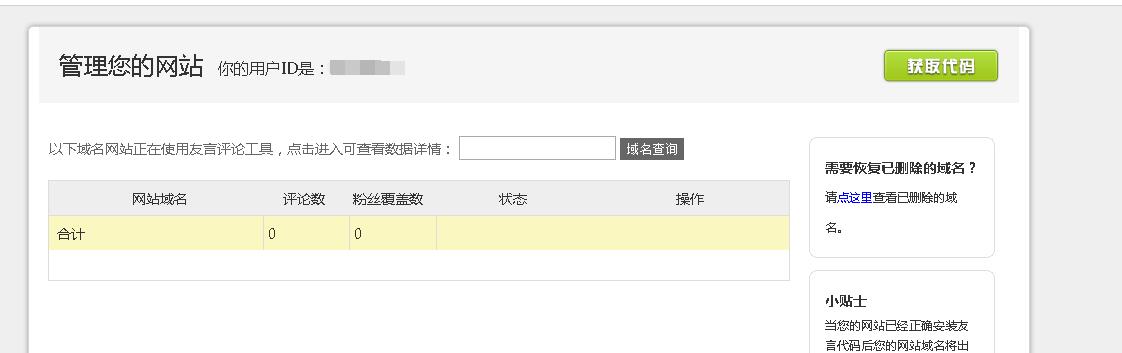 管理您的网站 你的用户ID是：
获取代码
以下域名网站正在使用友言评论工具，点击进入可查看数据详情： 域名查询
网站域名 评论数 粉丝覆盖数 状态 操作
合计 0 0
需要恢复已删除的域名？
请点这里查看已删除的域
名。
小贴士
当您的网站已经正确安装友
言代码后您的网站域名将出